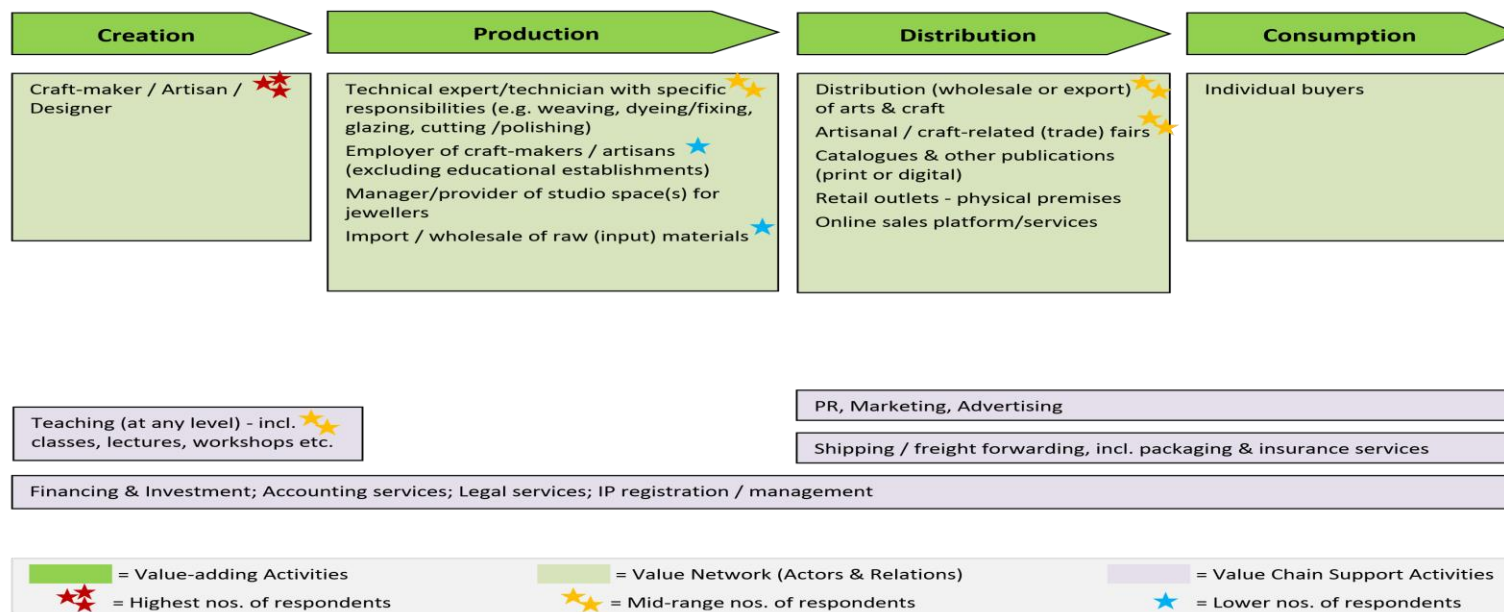 Creation
Production
Distribution
Consumption
Craft-maker / Artisan /
Designer
Technical expert/technician with specific
responsibilities (e.g. weaving, dyeing/fixing,
glazing, cutting /polishing)
Employer of craft-makers / artisans
(excluding educational establishments)
Manager/provider of studio space(s) for
jewellers
Import / wholesale of raw (input) materials
Distribution (wholesale or export)
of arts & craft
Artisanal / craft-related (trade) fairs
Catalogues & other publications
(print or digital)
Retail outlets - physical premises
Online sales platform/services
Individual buyers
Teaching (at any level) - incl.
classes, lectures, workshops etc.
PR, Marketing, Advertising
Shipping / freight forwarding, incl. packaging & insurance services
Financing & Investment; Accounting services; Legal services; IP registration / management
= Value-adding Activities
= Value Network (Actors & Relations)
= Value Chain Support Activities
= Highest nos. of respondents
= Mid-range nos. of respondents
= Lower nos. of respondents